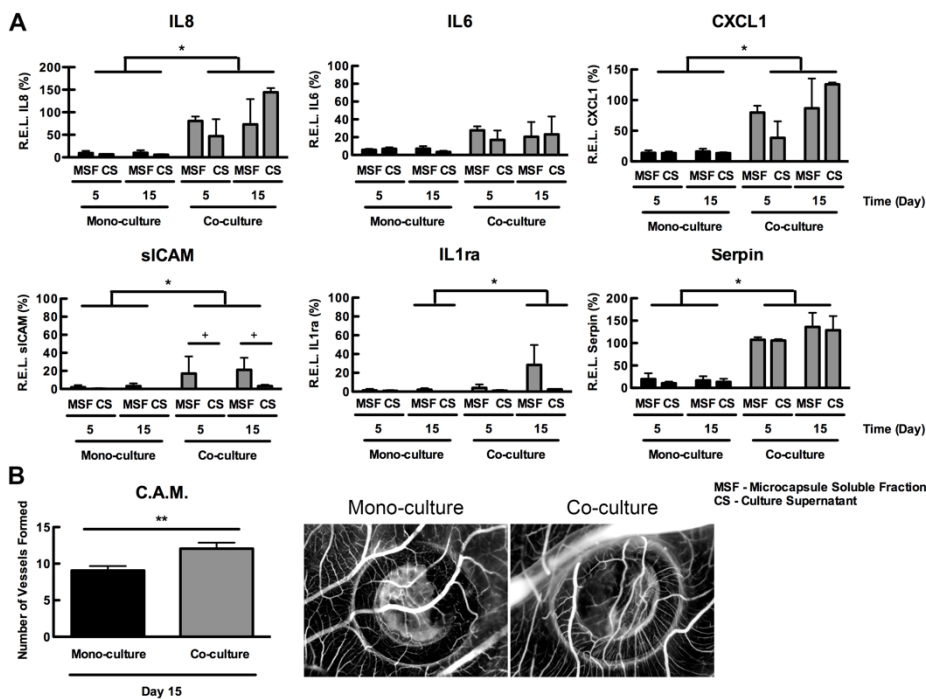 A
IL8
R.E.L. IL8 (%)
200
150
100
50
0
*
MSF CS MSF CS MSF CS MSF CS
5 15 5 15
Mono-culture Co-culture
IL6
R.E.L. IL6 (%)
100
80
60
40
20
0
MSF CS MSF CS MSF CS MSF CS
5 15 5 15
Mono-culture Co-culture
CXCL1
R.E.L. CXCL1 (%)
150
100
50
0
*
MSF CS MSF CS MSF CS MSF CS
5 15 5 15 Time (Day)
Mono-culture Co-culture
sICAM
R.E.L. sICAM (%)
100
80
60
40
20
0
*
+ +
MSF CS MSF CS MSF CS MSF CS
5 15 5 15
Mono-culture Co-culture
IL1ra
R.E.L. IL1ra (%)
100
80
60
40
20
0
*
MSF CS MSF CS MSF CS MSF CS
5 15 5 15
Mono-culture Co-culture
Serpin
R.E.L. Serpin (%)
200
150
100
50
0
*
MSF CS MSF CS MSF CS MSF CS
5 15 5 15 Time (Day)
Mono-culture Co-culture
MSF - Microcapsule Soluble Fraction
CS - Culture Supernatant
B
C.A.M.
Number of Vessels Formed
15
10
5
0
**
Mono-culture Co-culture
Day 15
Mono-culture Co-culture